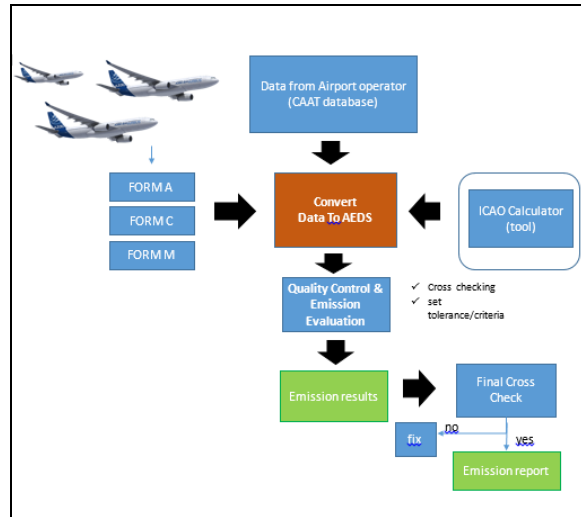 Data from Airport operator
(CAAT database)
FORM A
FORM C
FORM M
Convert
Data To AEDS
ICAO Calculator
(tool)
Quality Control &
Emission
Evaluation
✓ Cross checking
✓ set
tolerance/criteria
Emission results
Final Cross
Check
no
fix
yes
Emission report